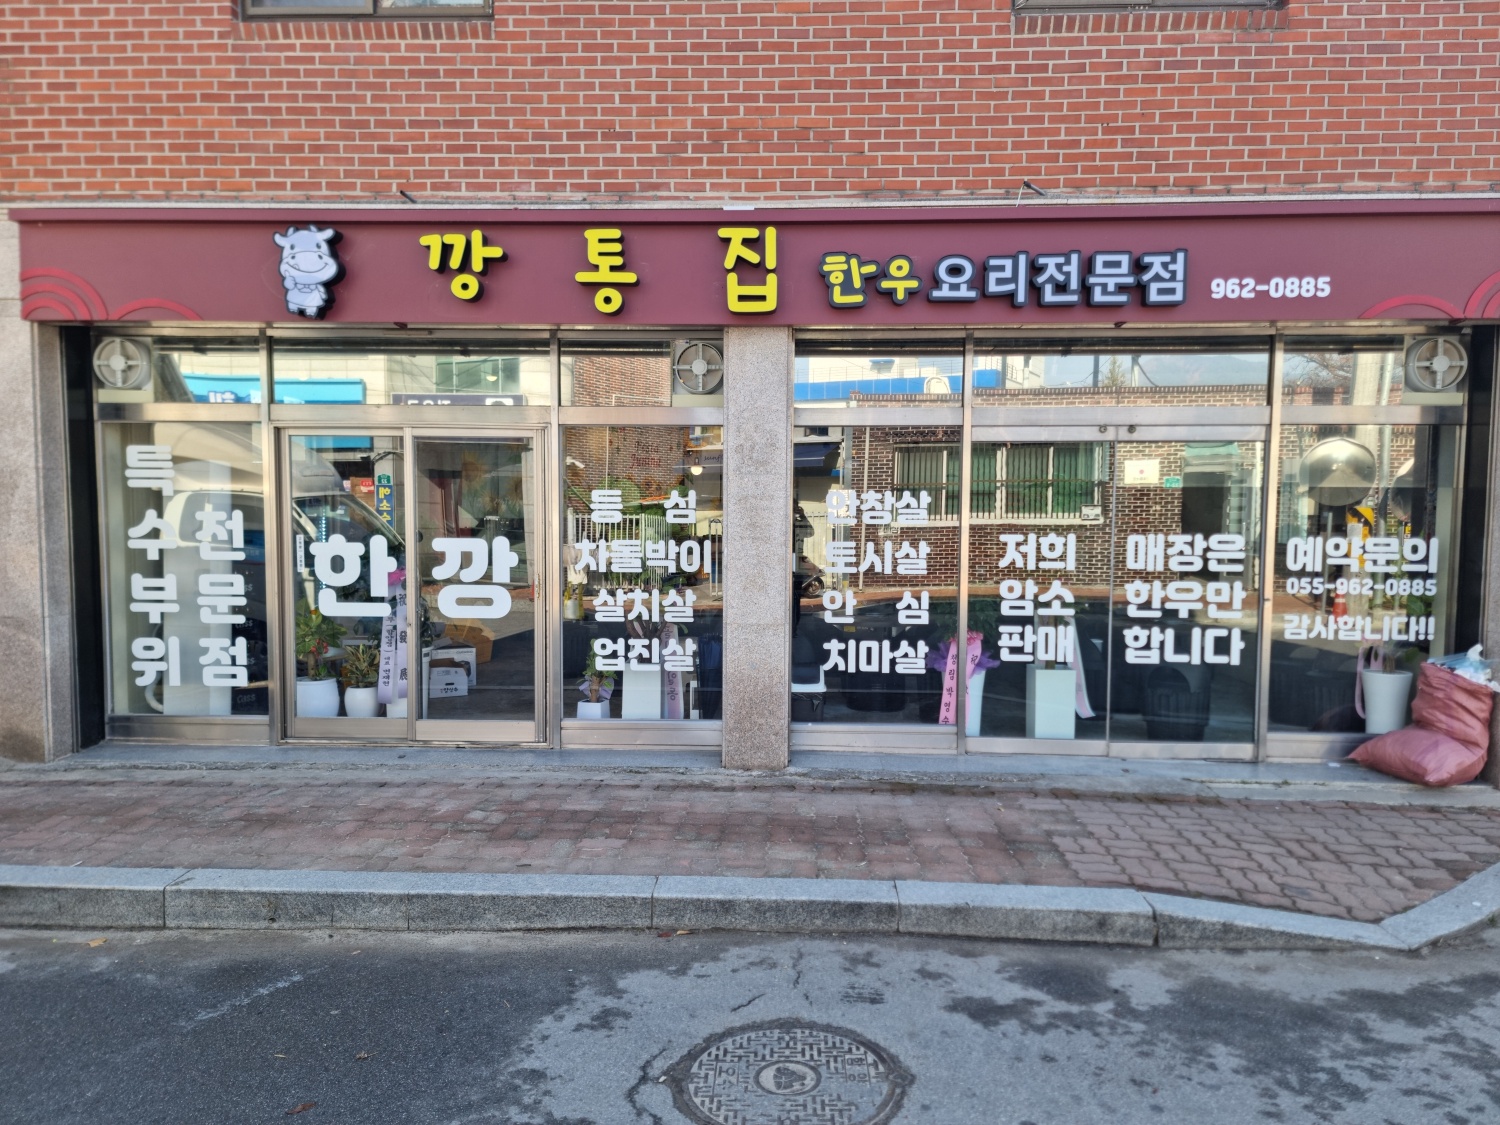 깡통집 한우요리전문점 962-0885
특수부위
전문점
한깡
등심
차돌박이
살치살
업진살
안창살
토시살
안심
치마살
저희 매장은
암소 한우만
판매 합니다
예약문의
055-962-0885
감사합니다!!